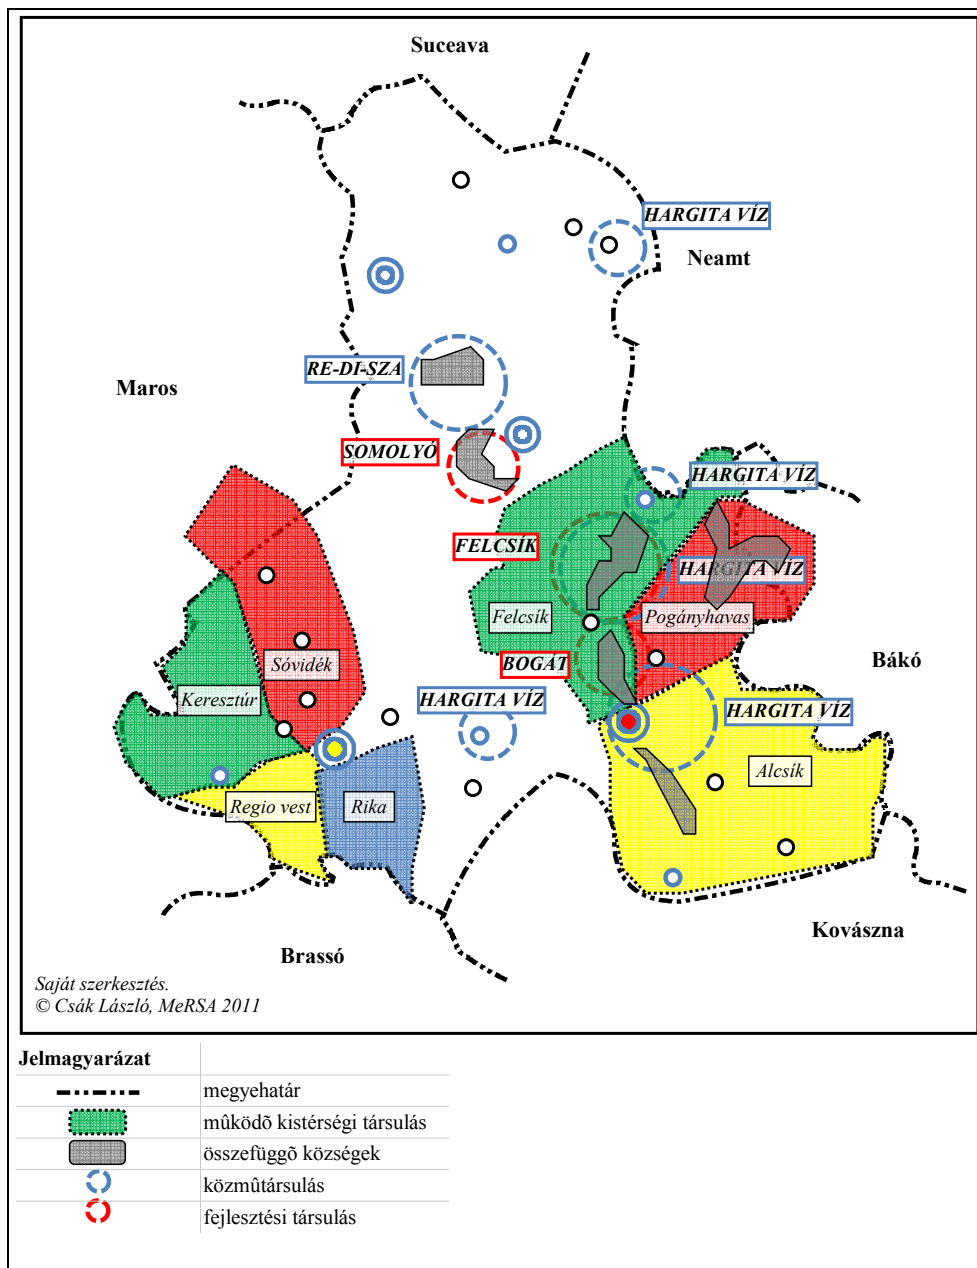 Suceava
HARGITA VÍZ
Neamt
RE-DI-SZA
Maros
SOMOLYÓ
HARGITA VÍZ
FELCSÍK
HARGITA VÍZ
Felcsík
Pogányhavas
Sóvidék
BOGÁT
Bákó
Keresztúr
HARGITA VÍZ
HARGITA VÍZ
Alcsík
Regio vest
Rika
Kovászna
Brassó
Saját szerkesztés.
© Csák László, MeRSA 2011
Jelmagyarázat
megyehatár
mûködõ kistérségi társulás
összefüggõ községek
közmûtársulás
fejlesztési társulás